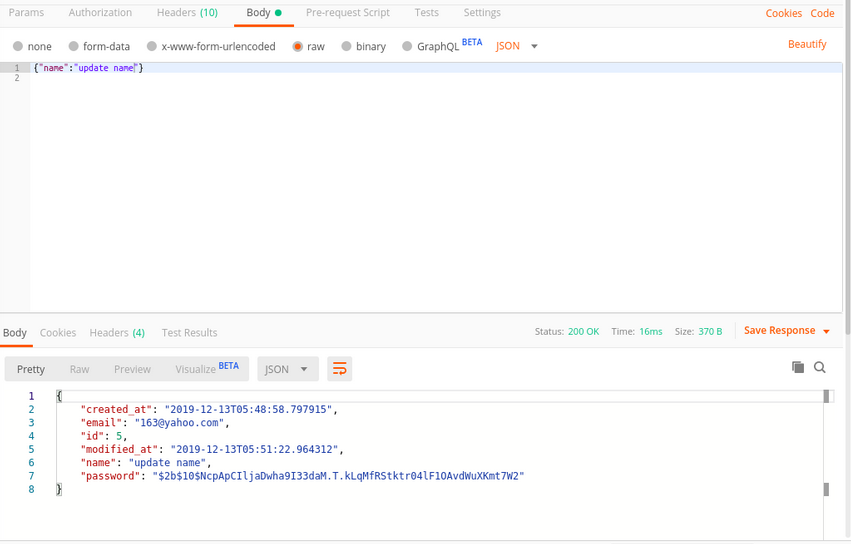 Params Authorization Headers (10) Body Pre-request Script Tests Settings Cookies Code
none form-data x-www-form-urlencoded raw binary GraphQL BETA JSON Beautify
1 {"name":"update name"}
2
Body Cookies Headers (4) Test Results Status: 200 OK Time: 16ms Size: 370 B Save Response
Pretty Raw Preview Visualize BETA JSON
1 {
2 "created_at": "2019-12-13T05:48:58.797915",
3 "email": "163@yahoo.com",
4 "id": 5,
5 "modified_at": "2019-12-13T05:51:22.964312",
6 "name": "update name",
7 "password": "$2b$10$NcpApCIljaDwha9I33daM.T.kLqMfRStktr04lF1OAvdWuXKmt7W2"
8 }